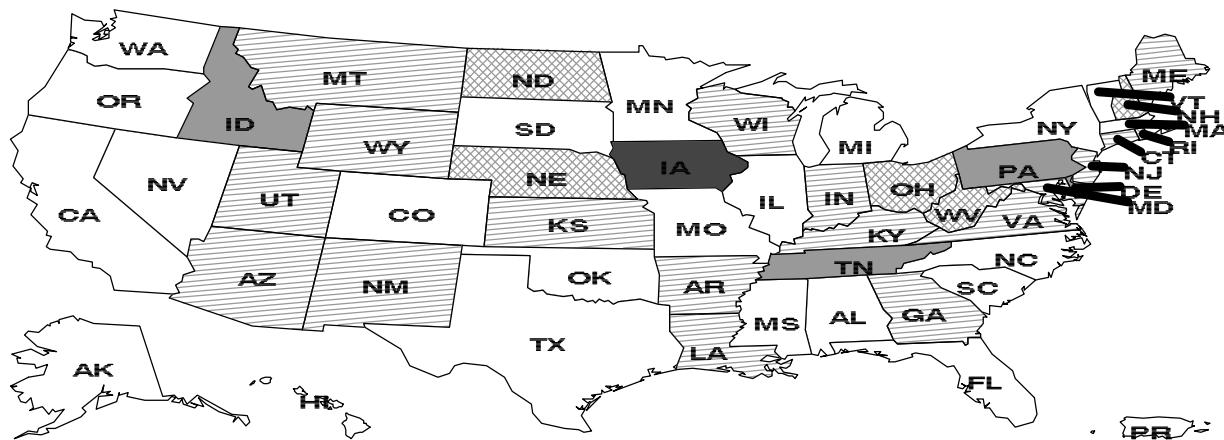 WA
MT
ND
MN
ME
OR
ID
SD
WI
VT
NH
MA
NY
RI
MI
CT
WY
IA
PA
NJ
NV
UT
NE
IL
IN
OH
DE
MD
CA
CO
KS
MO
WV
VA
KY
AZ
NM
OK
AR
TN
NC
SC
MS
AL
GA
TX
LA
AK
FL
HI
PR